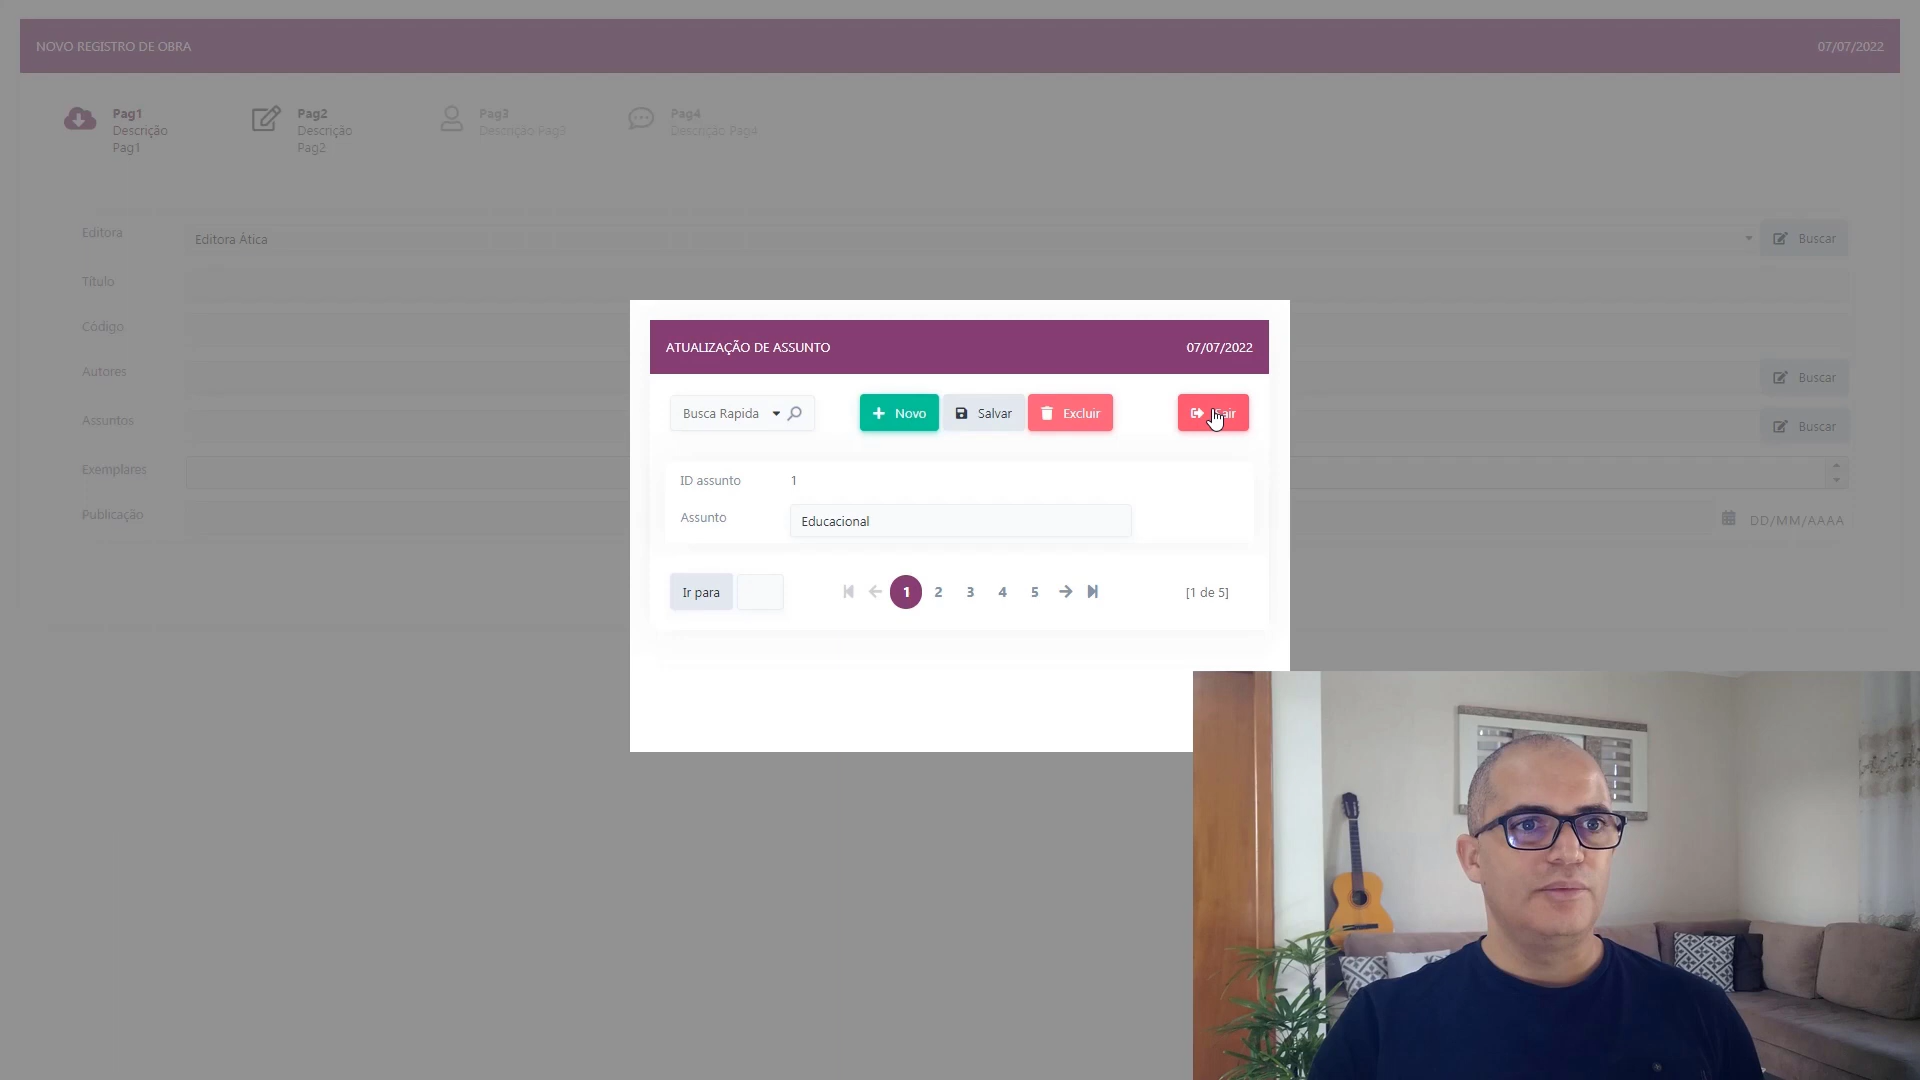 NOVO REGISTRO DE OBRA 07/07/2022
Pag1
Descrição
Pag1
Pag2
Descrição
Pag2
Pag3
Descrição Pag3
Pag4
Descrição Pag4
Editora Editora Ática Buscar
Título
Código
Autores Buscar
Assuntos Buscar
Exemplares
Publicação DD/MM/AAAA
ATUALIZAÇÃO DE ASSUNTO 07/07/2022
Busca Rapida Novo Salvar Excluir
ID assunto 1
Assunto Educacional
Ir para 1 2 3 4 5 [1 de 5]